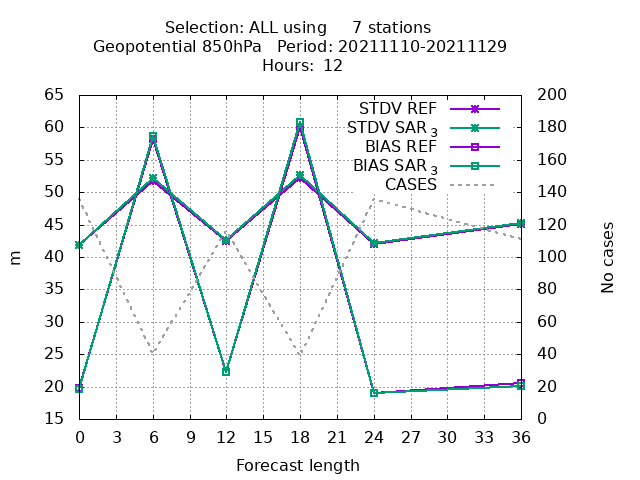 Selection: ALL using     7 stations
Geopotential 850hPa   Period: 20211110-20211129
Hours: 12
STDV REF
STDV SAR 3
BIAS REF
BIAS SAR 3
CASES
65
60
55
50
45
40
35
30
25
20
15
200
180
160
140
120
100
80
60
40
20
0
m
No cases
0 3 6 9 12 15 18 21 24 27 30 33 36
Forecast length